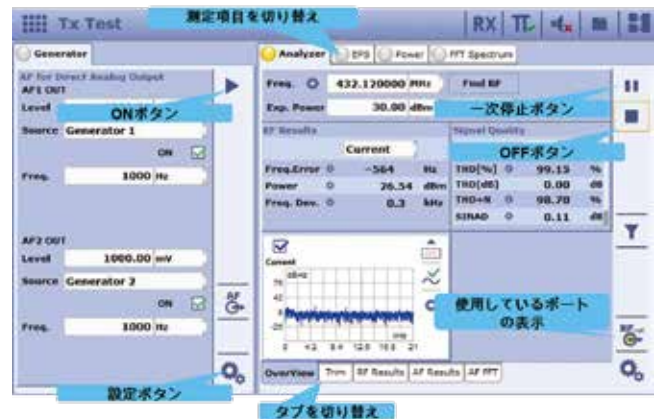 Tx Test
測定項目を切り替え
RX
Generator
Analyzer
EPS
Power
FFT Spectrum
AF for Direct Analog Output
AF1 OUT
Level
ONボタン
Source Generator 1
ON
Freq. 1000 Hz
AF2 OUT
Level 1000.00 mV
Source Generator 2
ON
Freq. 1000 Hz
AF
設定ボタン
Freq. 432.120000 MHz Find RF
Exp. Power 30.00 dBm
一次停止ボタン
RF Results
Signal Quality
OFFボタン
Current
Freq.Error -564 Hz
Power 26.54 dBm
Freq. Dev. 0.3 kHz
THD[%] 99.15 %
THD[dB] 0.00 dB
THD+N 98.70 %
SINAD 0.11 dB
Current
使用しているポート
の表示
RF
Overview
Trim
RF Results
AF Results
AF FFT
タブを切り替え